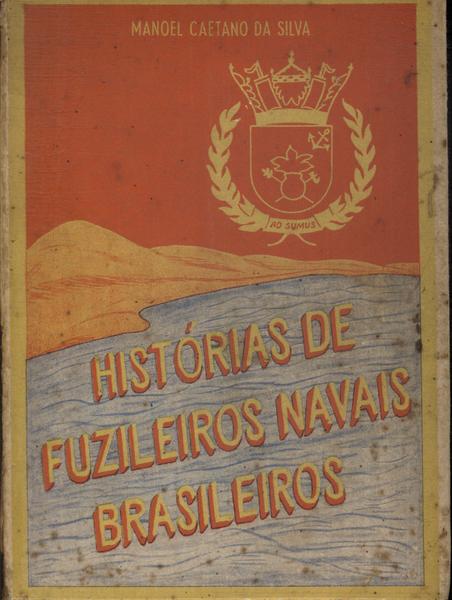 MANOEL CAETANO DA SILVA
AD SUMUS
HISTÓRIAS DE
FUZILEIROS NAVAIS
BRASILEIROS